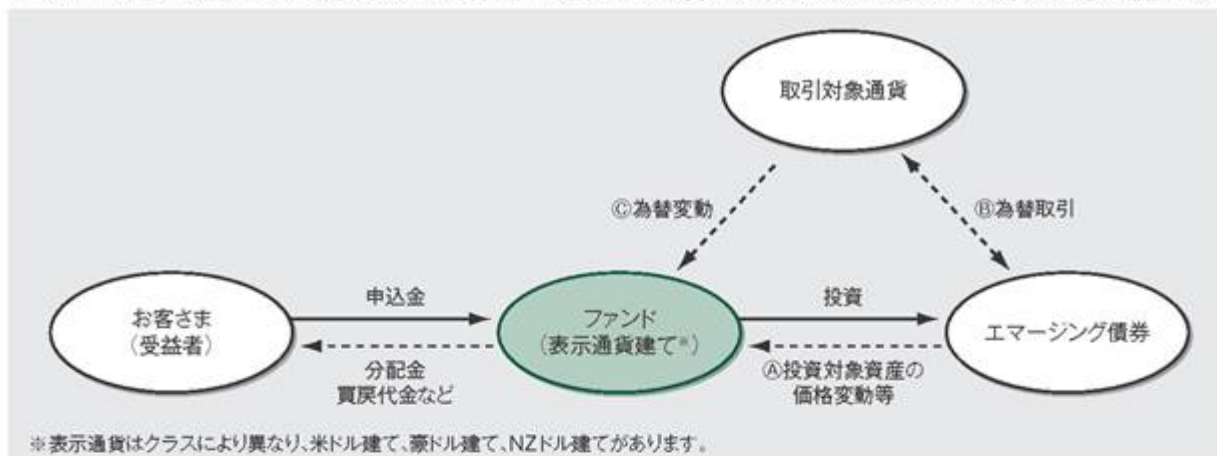 取引対象通貨
Ⓒ為替変動
Ⓑ為替取引
お客さま
（受益者）
申込金
分配金
買戻代金など
ファンド
（表示通貨建て※）
投資
Ⓐ投資対象資産の
価格変動等
エマージング債券
※表示通貨はクラスにより異なり、米ドル建て、豪ドル建て、NZドル建てがあります。